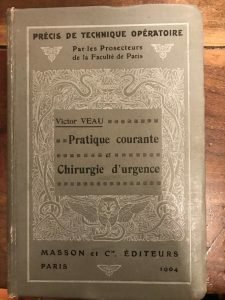 PRÉCIS DE TECHNIQUE OPÉRATOIRE
Par les Prosecteurs
de la Faculté de Paris
Victor VEAU
Pratique courante
et
Chirurgie d'urgence
MASSON et Cie, ÉDITEURS
PARIS 1904